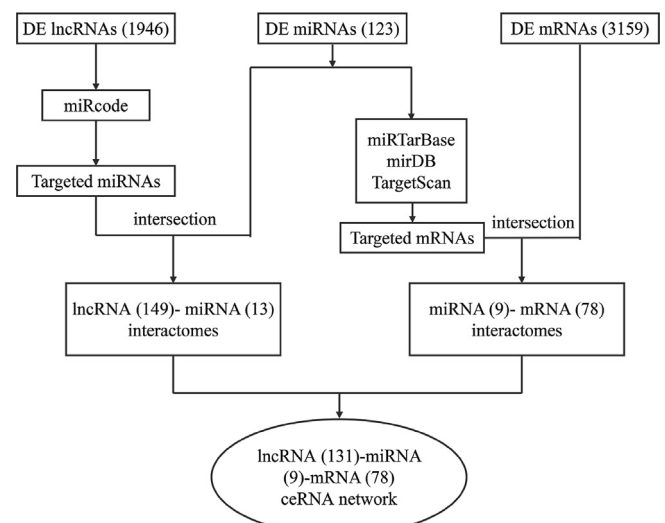 DE lncRNAs (1946)
DE miRNAs (123)
DE mRNAs (3159)
miRcode
miRTarBase
mirDB
TargetScan
Targeted miRNAs
intersection
Targeted mRNAs
intersection
lncRNA (149)- miRNA (13)
interactomes
miRNA (9)- mRNA (78)
interactomes
lncRNA (131)-miRNA
(9)-mRNA (78)
ceRNA network